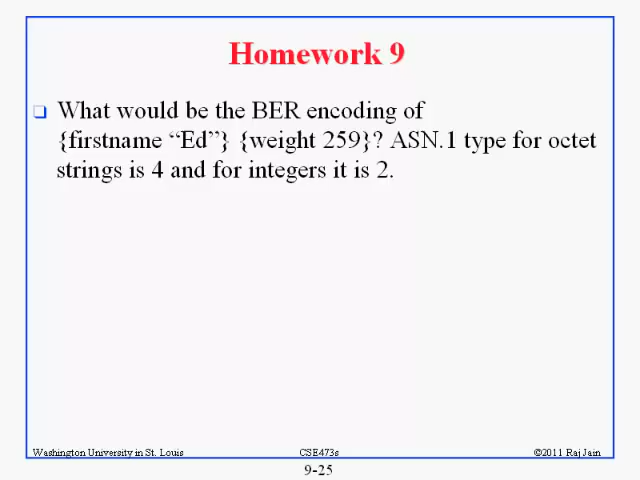 Homework 9
❑ What would be the BER encoding of
{firstname “Ed”} {weight 259}? ASN.1 type for octet
strings is 4 and for integers it is 2.
Washington University in St. Louis CSE473s ©2011 Raj Jain
9-25